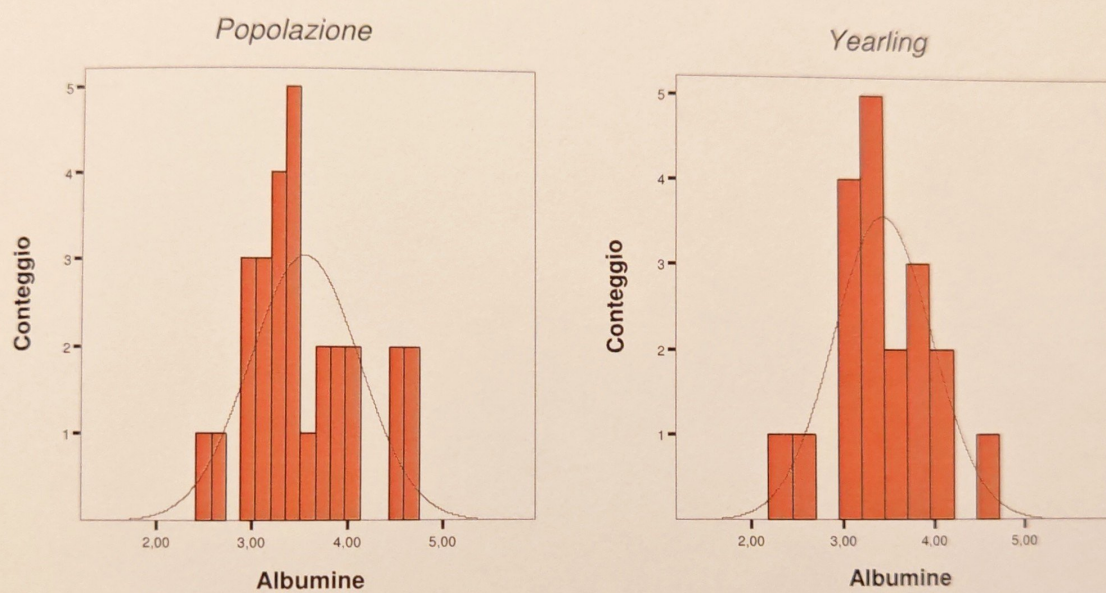 Popolazione
5
4
3
2
1
Conteggio
2,00 3,00 4,00 5,00
Albumine
Yearling
5
4
3
2
1
Conteggio
2,00 3,00 4,00 5,00
Albumine